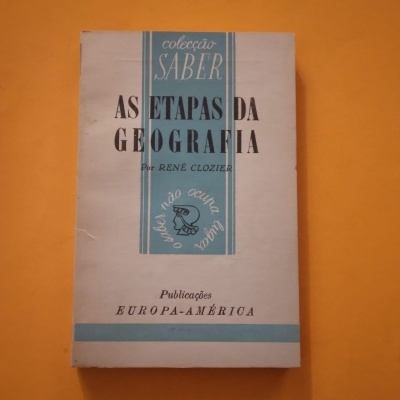 colecção
SABER
AS ETAPAS DA
GEOGRAFIA
Por RENÉ CLOZIER
o saber não ocupa lugar
Publicações
EUROPA-AMÉRICA